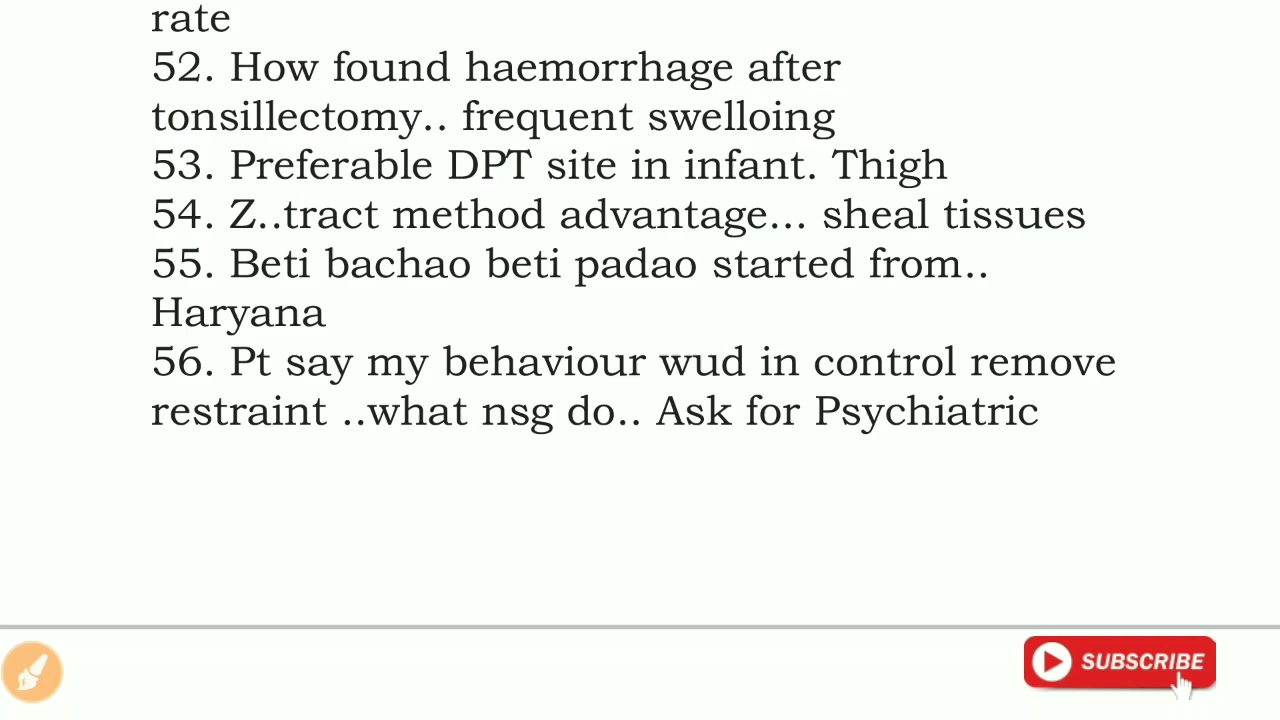 rate
52. How found haemorrhage after
tonsillectomy.. frequent swelloing
53. Preferable DPT site in infant. Thigh
54. Z..tract method advantage... sheal tissues
55. Beti bachao beti padao started from..
Haryana
56. Pt say my behaviour wud in control remove
restraint ..what nsg do.. Ask for Psychiatric
SUBSCRIBE